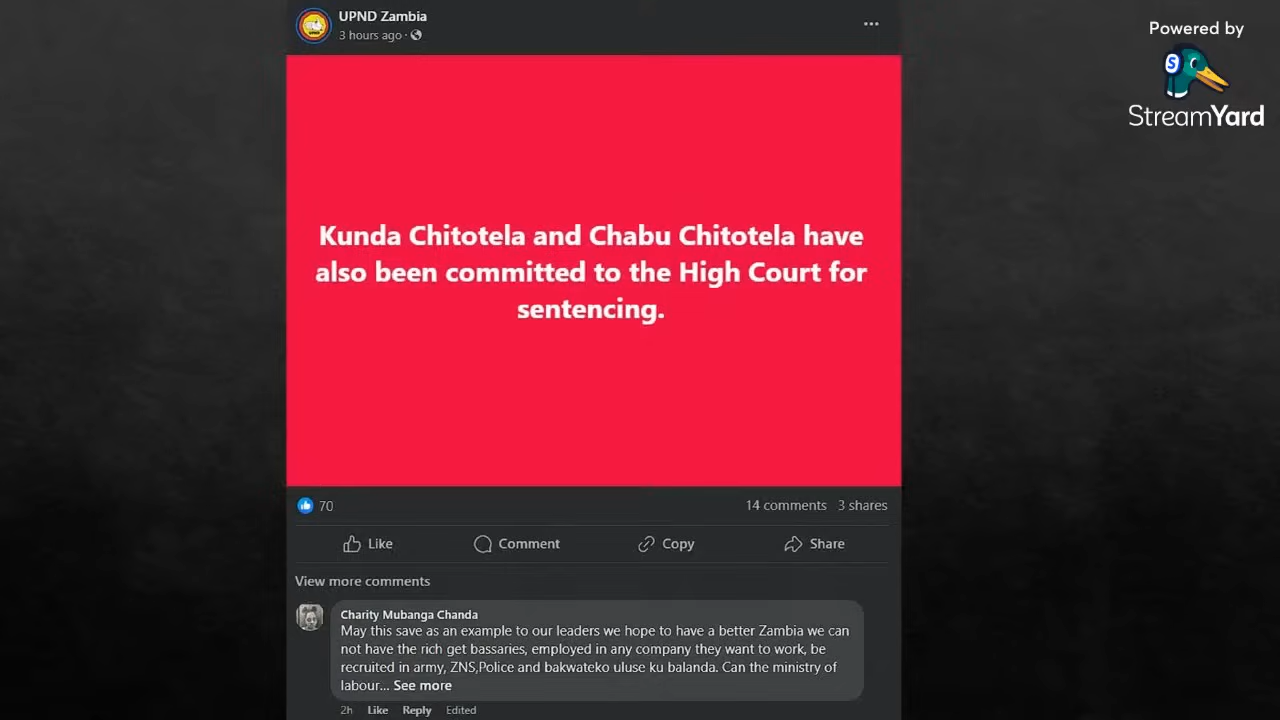 UPND Zambia
3 hours ago ·
Powered by
S
StreamYard
Kunda Chitotela and Chabu Chitotela have
also been committed to the High Court for
sentencing.
70
14 comments 3 shares
Like Comment Copy Share
View more comments
Charity Mubanga Chanda
May this save as an example to our leaders we hope to have a better Zambia we can
not have the rich get bassaries, employed in any company they want to work, be
recruited in army, ZNS,Police and bakwateko uluse ku balanda. Can the ministry of
labour... See more
2h Like Reply Edited